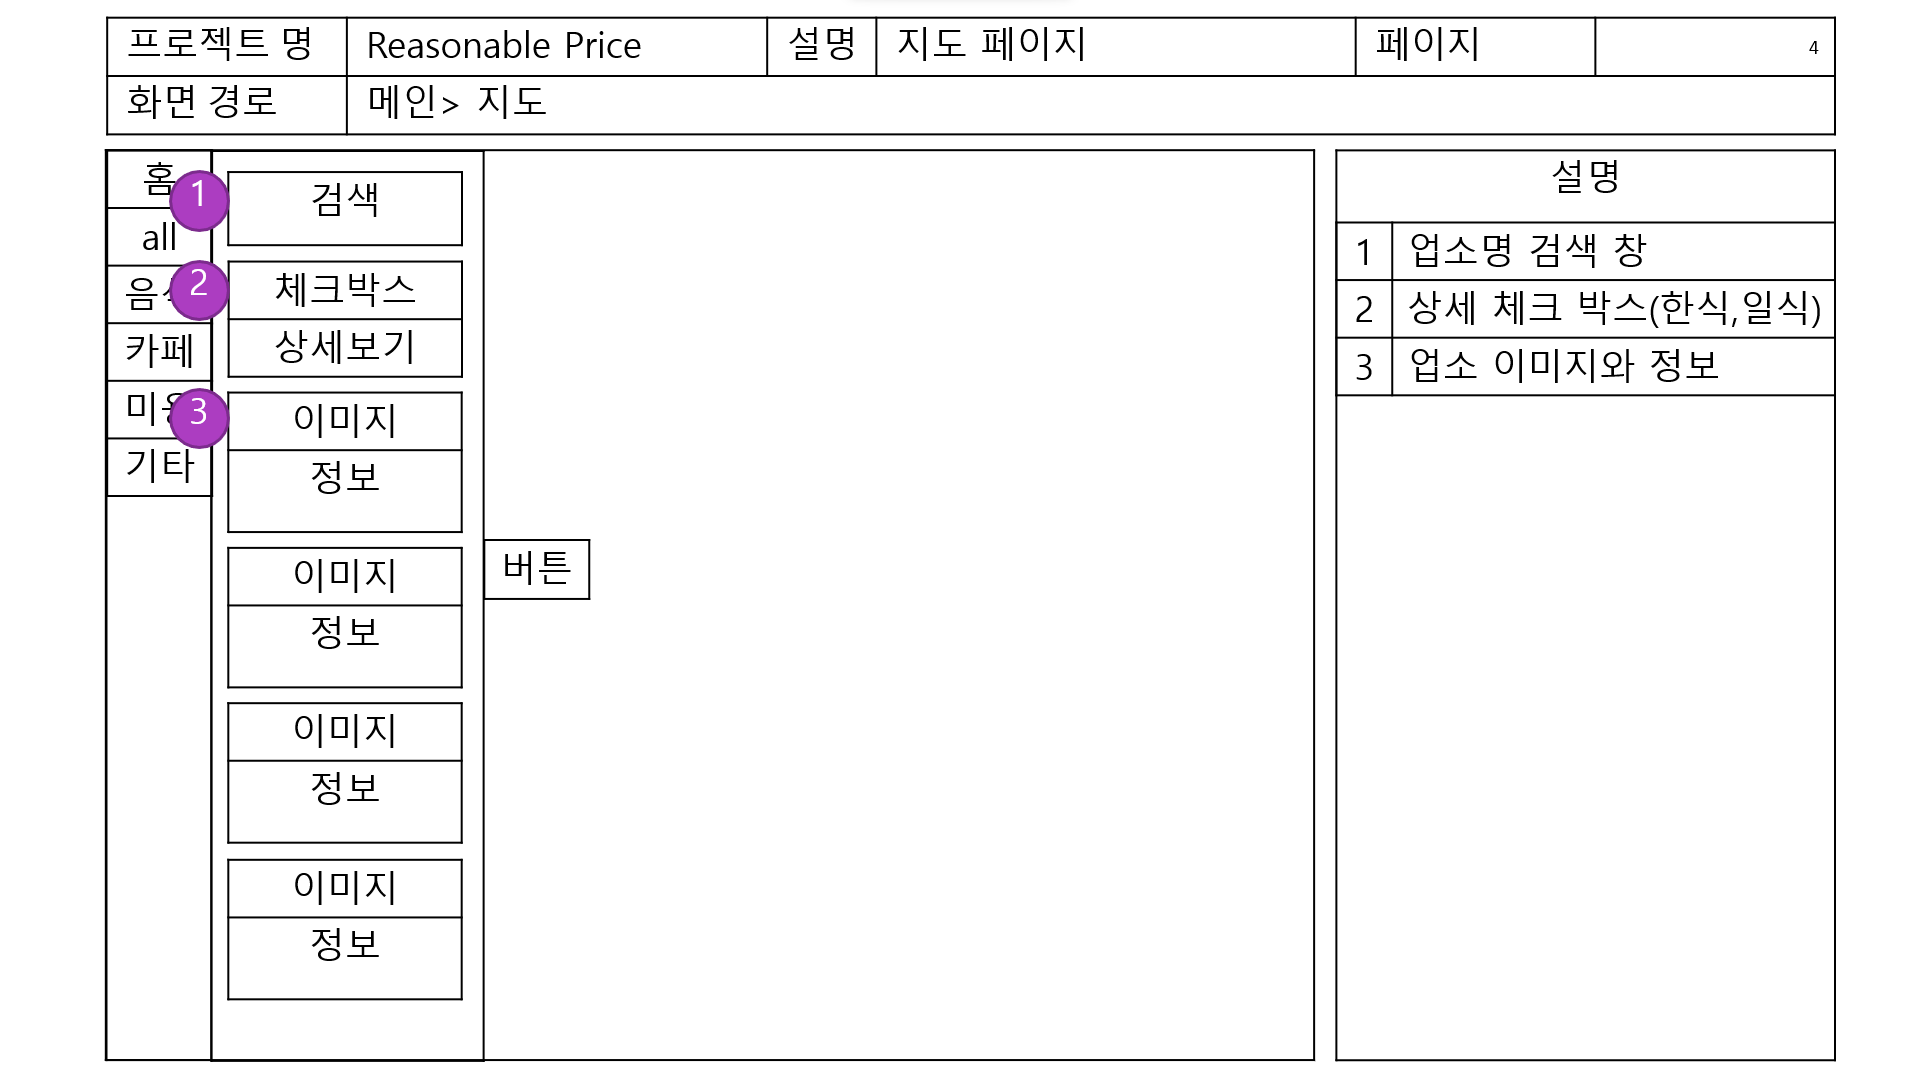 프로젝트 명 Reasonable Price 설명 지도 페이지 페이지 4
화면 경로 메인> 지도
홈
all
카페
기타
1
2
3
검색
체크박스
상세보기
이미지
정보
이미지
정보
이미지
정보
이미지
정보
버튼
설명
1 업소명 검색 창
2 상세 체크 박스(한식,일식)
3 업소 이미지와 정보